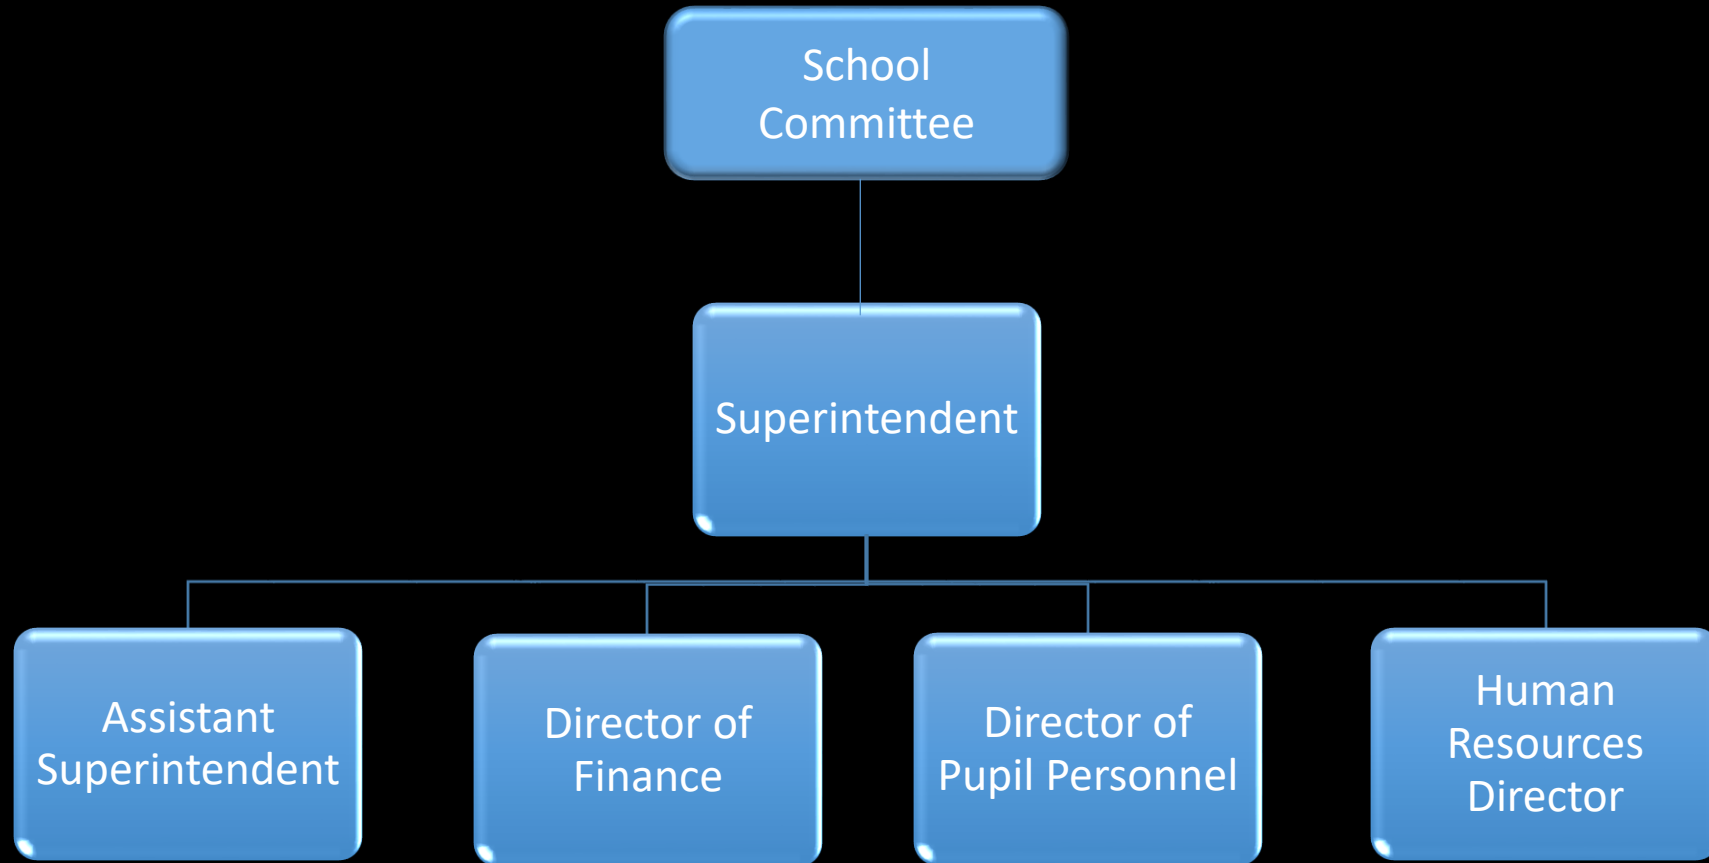 School
Committee
Superintendent
Assistant
Superintendent
Director of
Finance
Director of
Pupil Personnel
Human
Resources
Director